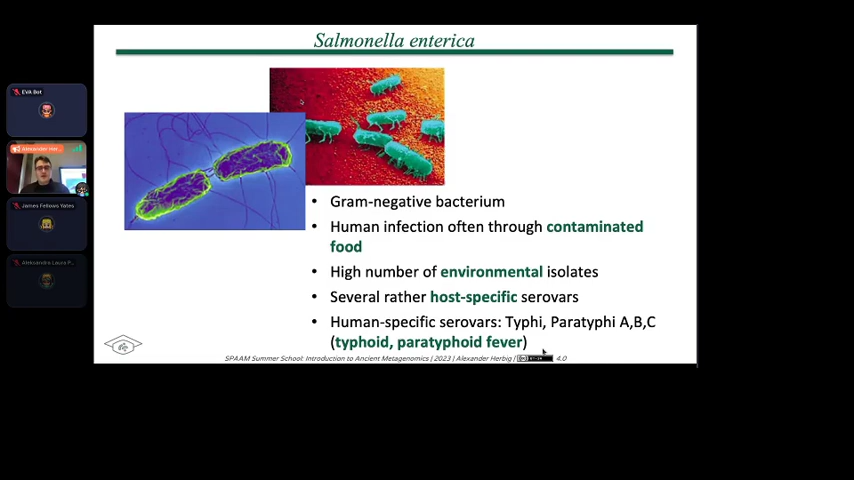 Salmonella enterica
EVA Bot
Alexander Her...
James Fellows Yates
Aleksandra Laura P...
• Gram-negative bacterium
• Human infection often through contaminated
food
• High number of environmental isolates
• Several rather host-specific serovars
• Human-specific serovars: Typhi, Paratyphi A,B,C
(typhoid, paratyphoid fever)
SPAAM Summer School: Introduction to Ancient Metagenomics | 2023 | Alexander Herbig / 4.0